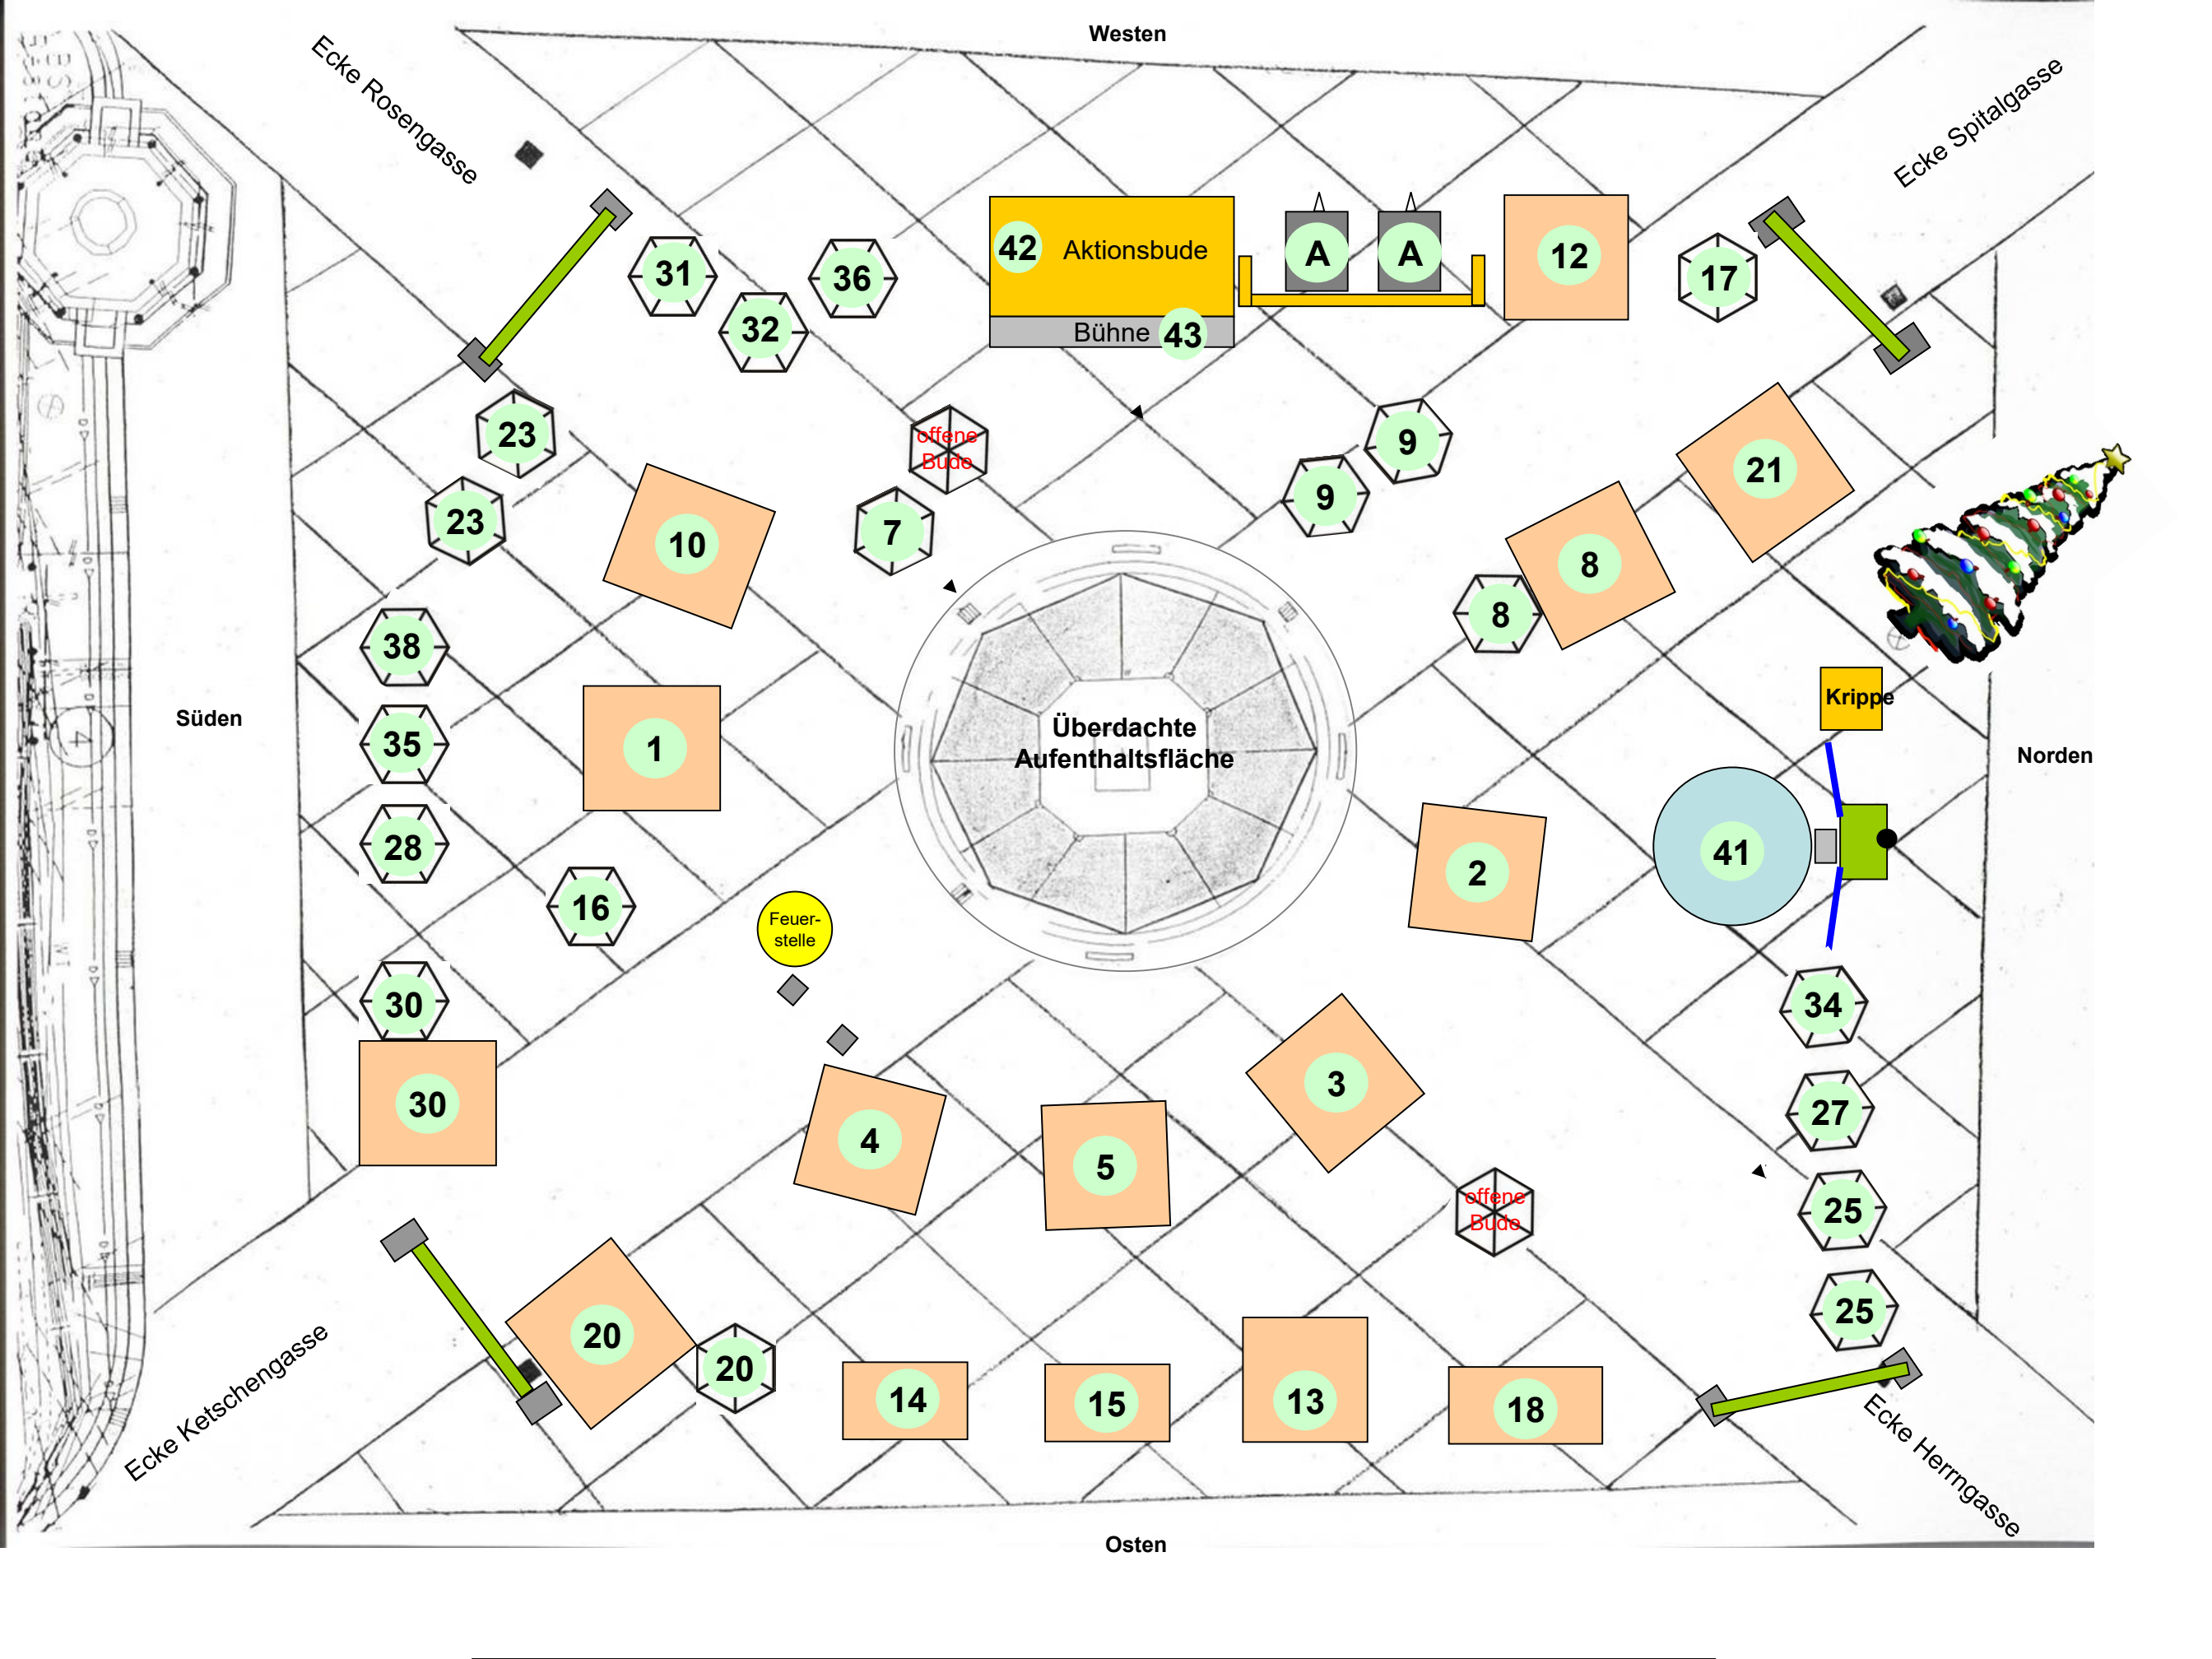 Westen
Ecke Rosengasse
Ecke Spitalgasse
31
32
36
42
Aktionsbude
Bühne
43
A
A
12
17
23
offene
Bude
9
9
21
23
10
7
8
8
38
35
1
Süden
Überdachte
Aufenthaltsfläche
Krippe
Norden
28
16
Feuer-
stelle
2
41
30
34
30
4
5
3
27
offene
Bude
25
25
20
20
14
15
13
18
Ecke Ketschengasse
Ecke Herrngasse
Osten